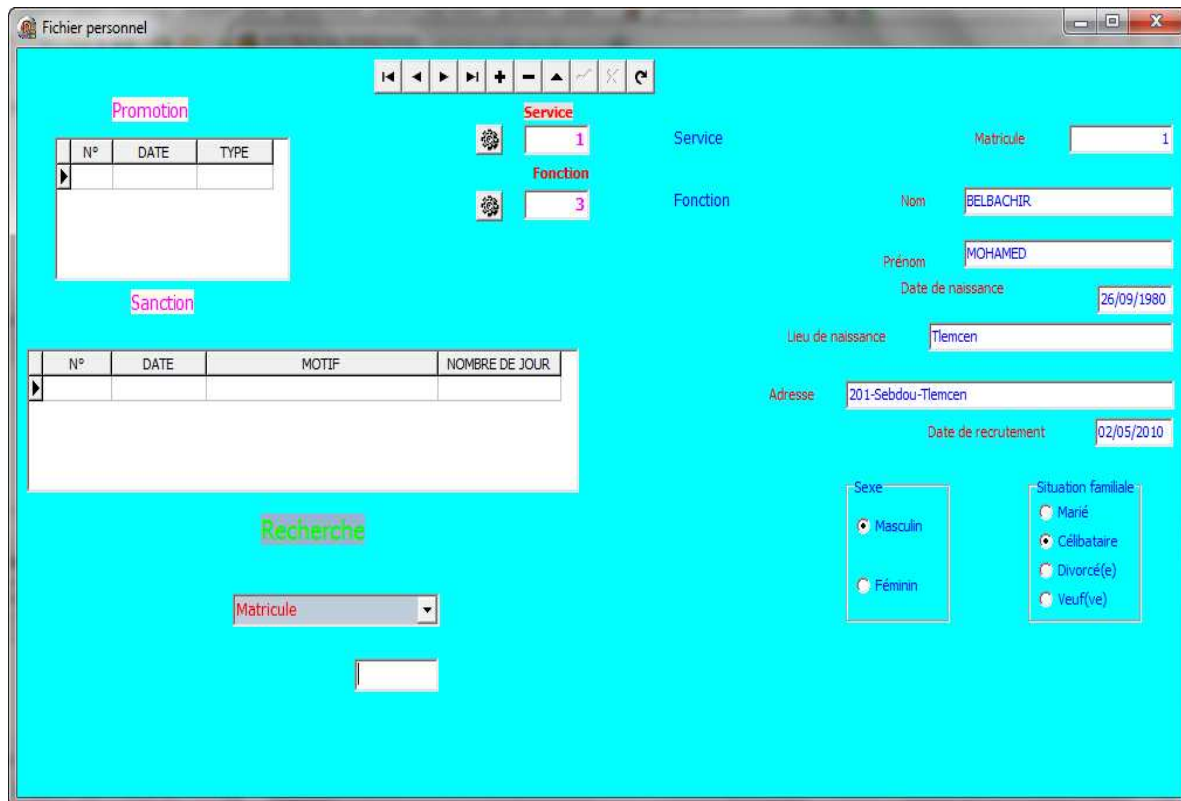 Fichier personnel
Promotion
N° DATE TYPE
Sanction
N° DATE MOTIF NOMBRE DE JOUR
Recherche
Matricule
Service
1
Fonction
3
Service
Fonction
Matricule 1
Nom BELBACHIR
Prénom MOHAMED
Date de naissance 26/09/1980
Lieu de naissance Tlemcen
Adresse 201-Sebdou-Tlemcen
Date de recrutement 02/05/2010
Sexe
Masculin
Féminin
Situation familiale
Marié
Célibataire
Divorcé(e)
Veuf(ve)